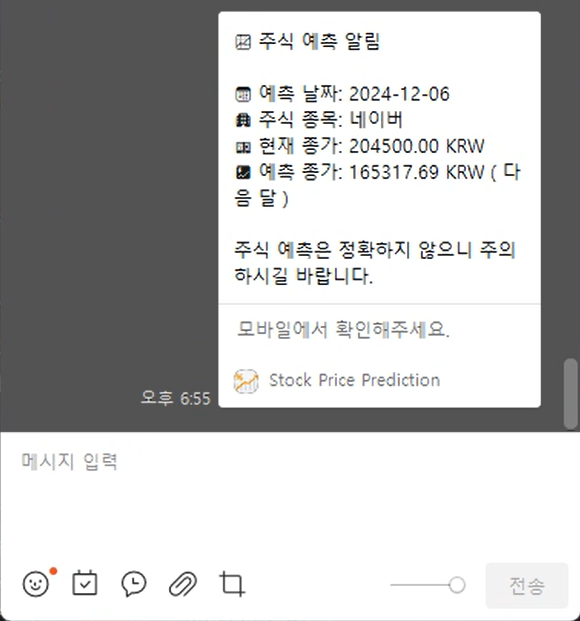 주식 예측 알림
예측 날짜: 2024-12-06
주식 종목: 네이버
현재 종가: 204500.00 KRW
예측 종가: 165317.69 KRW ( 다
음 달 )
주식 예측은 정확하지 않으니 주의
하시길 바랍니다.
모바일에서 확인해주세요.
Stock Price Prediction
오후 6:55
메시지 입력
전송